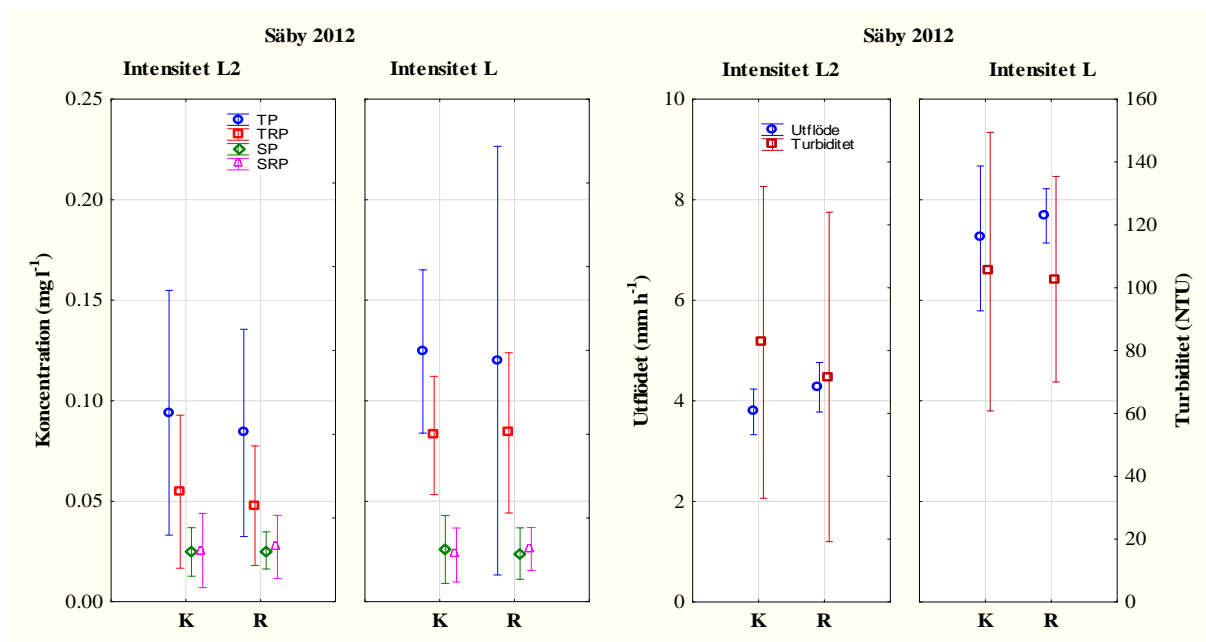 Säby 2012
Intensitet L2
Intensitet L
Koncentration (mg l-1)
0.25
0.20
0.15
0.10
0.05
0.00
TP
TRP
SP
SRP
K
R
K
R
Säby 2012
Intensitet L2
Intensitet L
Utflödet (mm h-1)
10
8
6
4
2
0
Utflöde
Turbiditet
K
R
K
R
160
140
120
100
80
60
40
20
0
Turbiditet (NTU)